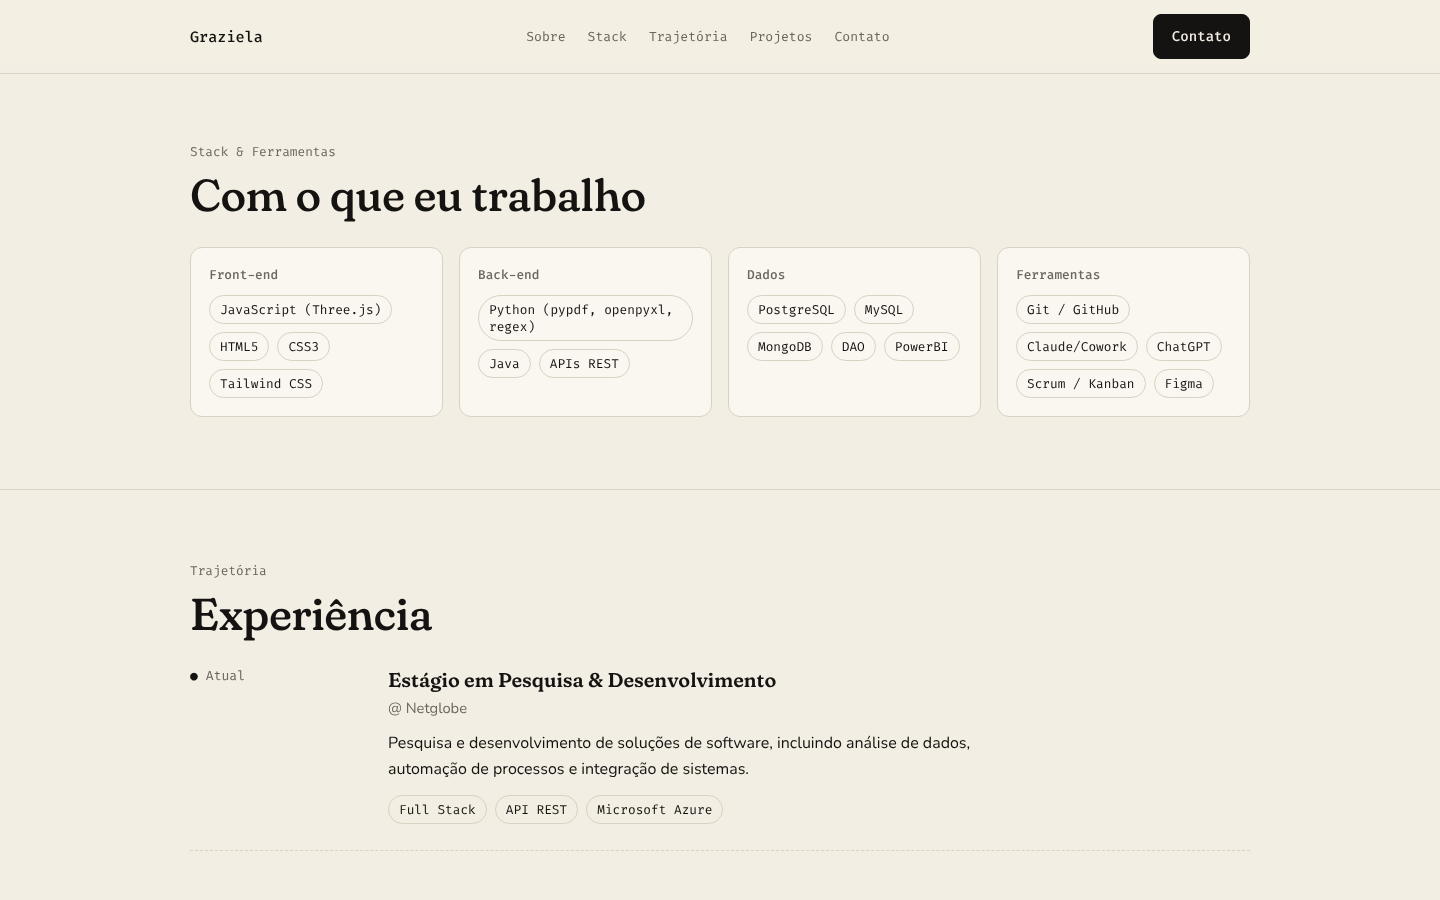 Graziela
Sobre Stack Trajetória Projetos Contato
Contato
Stack & Ferramentas
Com o que eu trabalho
Front-end
JavaScript (Three.js)
HTML5 CSS3
Tailwind CSS
Back-end
Python (pypdf, openpyxl,
regex)
Java APIs REST
Dados
PostgreSQL MySQL
MongoDB DAO PowerBI
Ferramentas
Git / GitHub
Claude/Cowork ChatGPT
Scrum / Kanban Figma
Trajetória
Experiência
Atual
Estágio em Pesquisa & Desenvolvimento
@ Netglobe
Pesquisa e desenvolvimento de soluções de software, incluindo análise de dados,
automação de processos e integração de sistemas.
Full Stack API REST Microsoft Azure